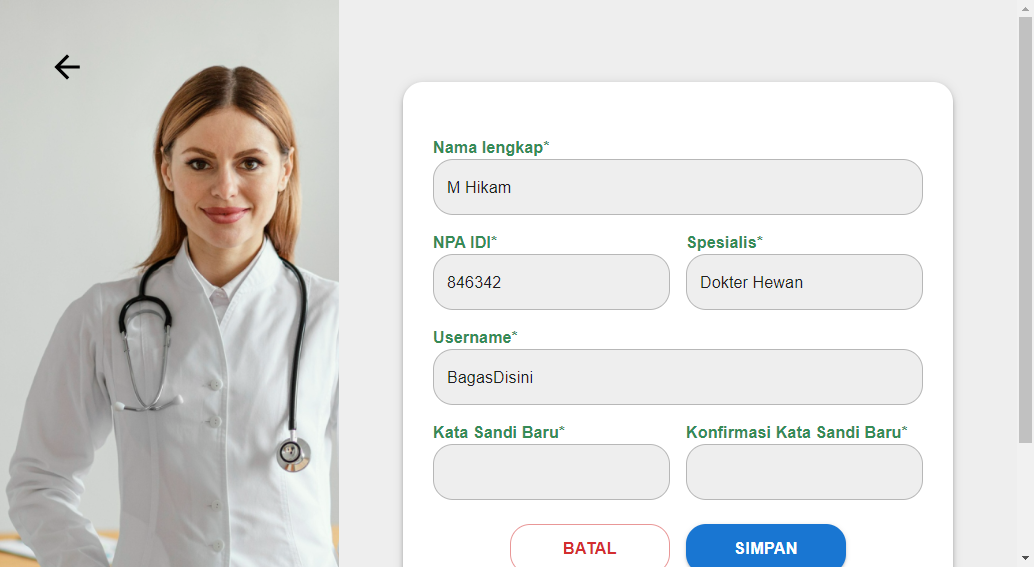 Nama lengkap*
M Hikam
NPA IDI* Spesialis*
846342 Dokter Hewan
Username*
BagasDisini
Kata Sandi Baru* Konfirmasi Kata Sandi Baru*
BATAL SIMPAN